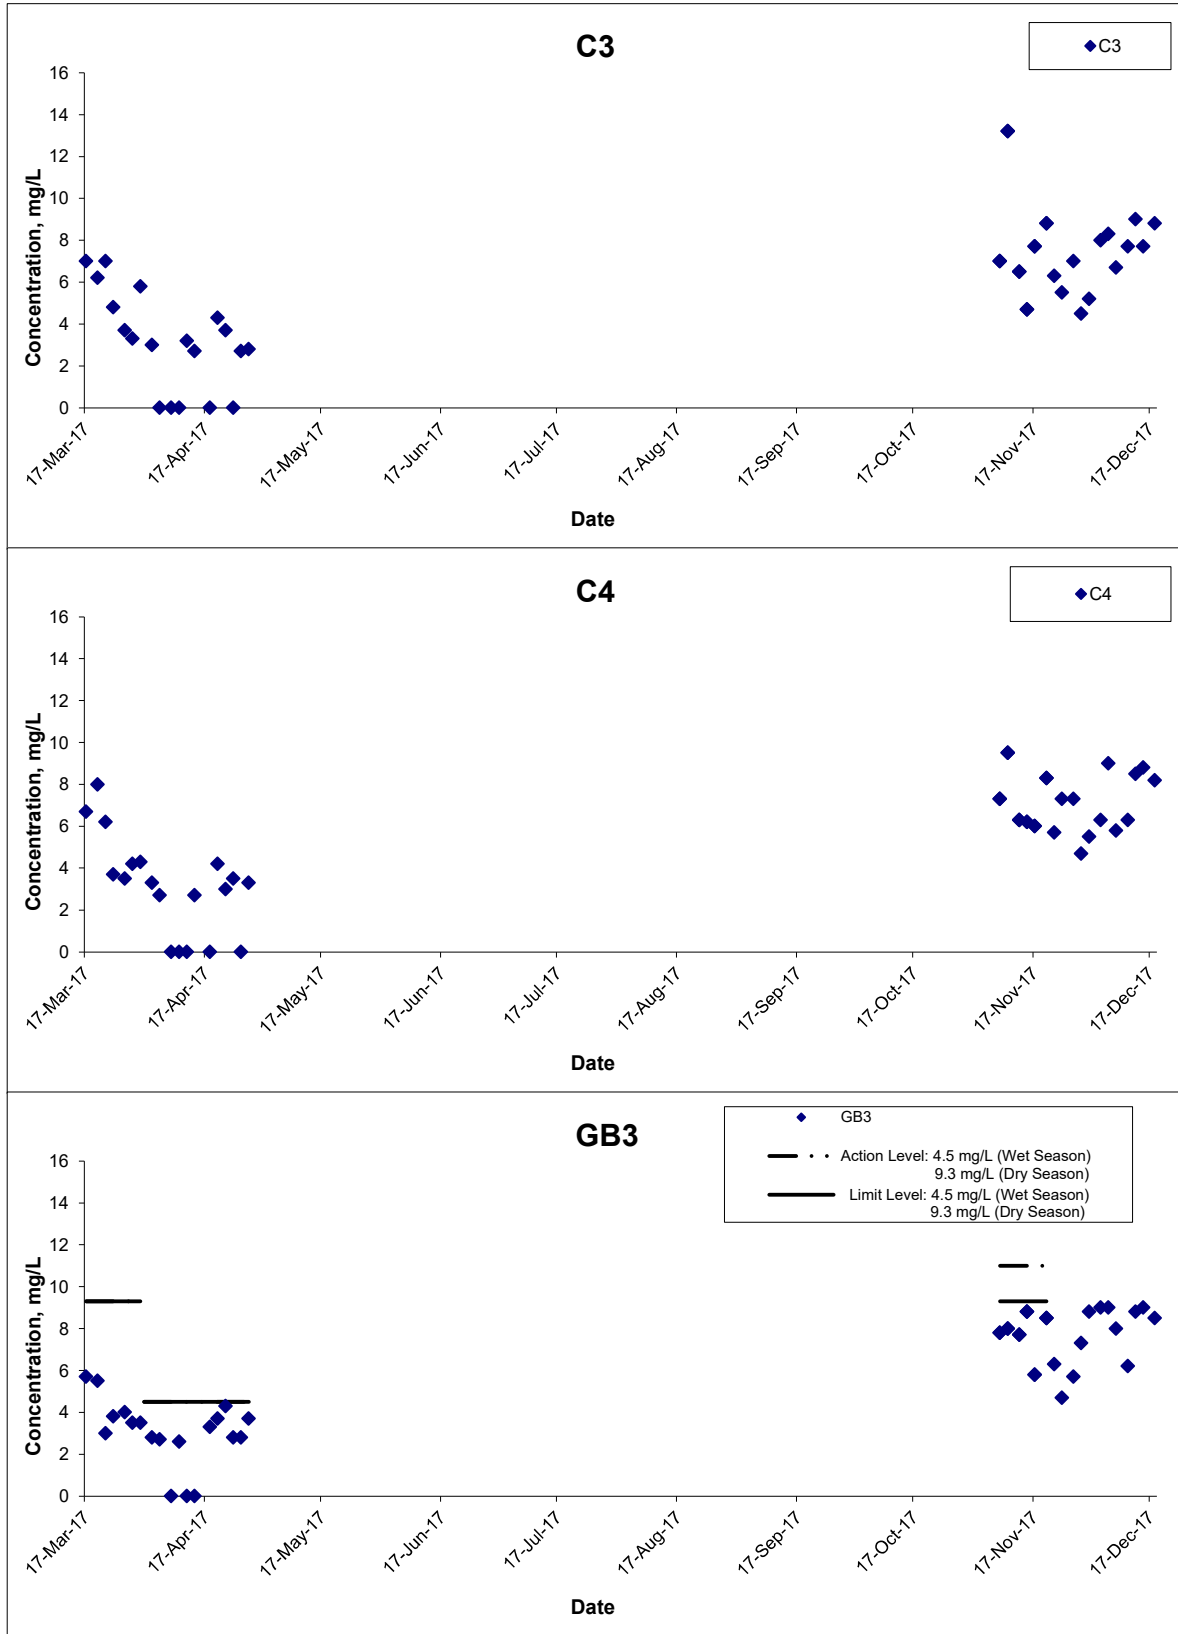 C3
C3
Concentration, mg/L
16
14
12
10
8
6
4
2
0
17-Mar-17
17-Apr-17
17-May-17
17-Jun-17
17-Jul-17
17-Aug-17
17-Sep-17
17-Oct-17
17-Nov-17
17-Dec-17
Date
C4
C4
Concentration, mg/L
16
14
12
10
8
6
4
2
0
17-Mar-17
17-Apr-17
17-May-17
17-Jun-17
17-Jul-17
17-Aug-17
17-Sep-17
17-Oct-17
17-Nov-17
17-Dec-17
Date
GB3
GB3
Action Level: 4.5 mg/L (Wet Season)
9.3 mg/L (Dry Season)
Limit Level: 4.5 mg/L (Wet Season)
9.3 mg/L (Dry Season)
Concentration, mg/L
16
14
12
10
8
6
4
2
0
17-Mar-17
17-Apr-17
17-May-17
17-Jun-17
17-Jul-17
17-Aug-17
17-Sep-17
17-Oct-17
17-Nov-17
17-Dec-17
Date